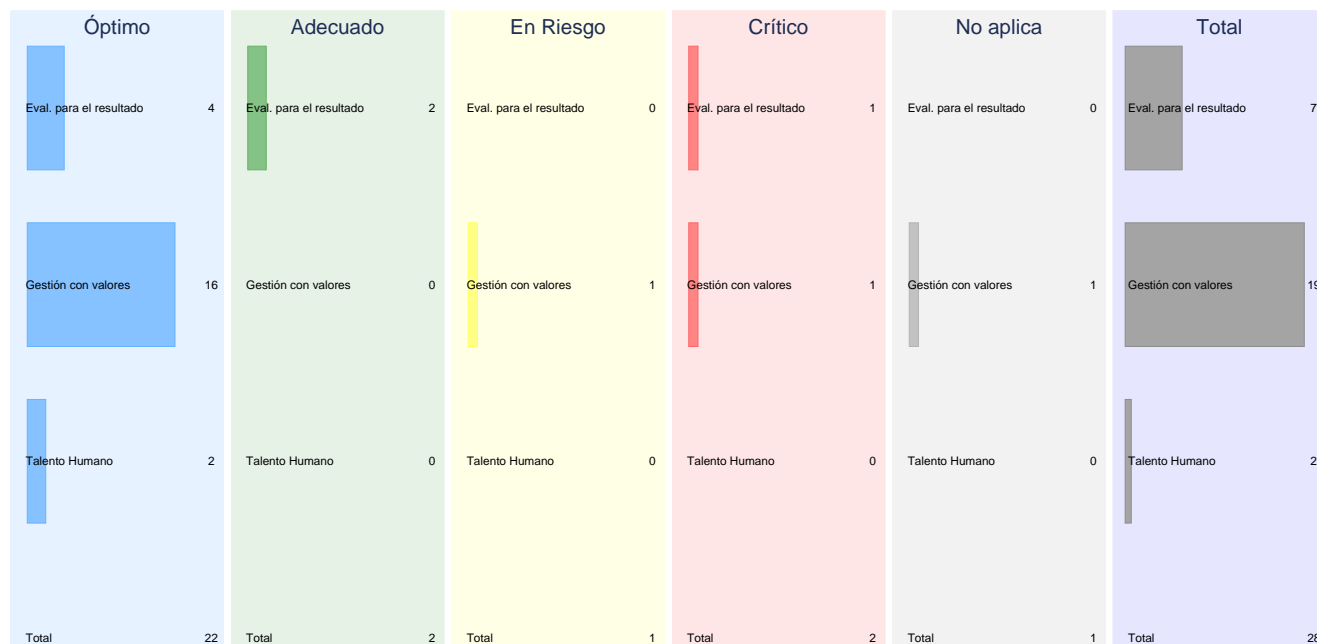 Óptimo Adecuado En Riesgo Crítico No aplica Total
Eval. para el resultado 4 Eval. para el resultado 2 Eval. para el resultado 0 Eval. para el resultado 1 Eval. para el resultado 0 Eval. para el resultado 7
Gestión con valores 16 Gestión con valores 0 Gestión con valores 1 Gestión con valores 1 Gestión con valores 1 Gestión con valores 19
Talento Humano 2 Talento Humano 0 Talento Humano 0 Talento Humano 0 Talento Humano 0 Talento Humano 2
Total 22 Total 2 Total 1 Total 2 Total 1 Total 28